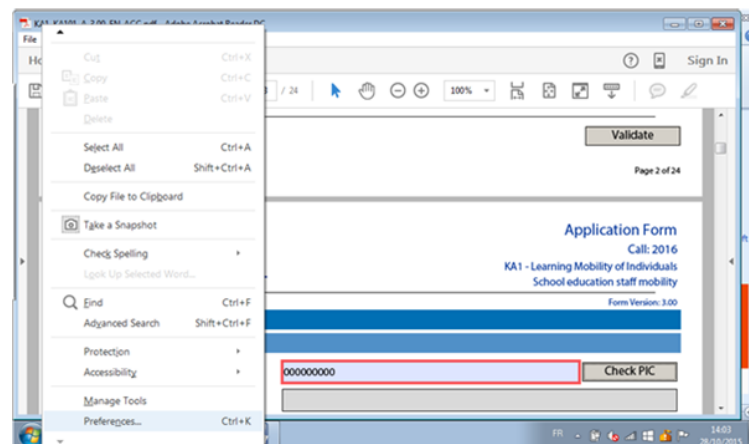 KA1_KA101_A_3.00_EN_ACC.pdf - Adobe Acrobat Reader DC
File
Sign In
/ 24
100%
Cut Ctrl+X
Copy Ctrl+C
Paste Ctrl+V
Delete
Select All Ctrl+A
Deselect All Shift+Ctrl+A
Copy File to Clipboard
Take a Snapshot
Check Spelling
Look Up Selected Word...
Find Ctrl+F
Advanced Search Shift+Ctrl+F
Protection
Accessibility
Manage Tools
Preferences... Ctrl+K
Validate
Page 2 of 24
Application Form
Call: 2016
KA1 - Learning Mobility of Individuals
School education staff mobility
Form Version: 3.00
000000000
Check PIC
FR
14:03
28/10/2015